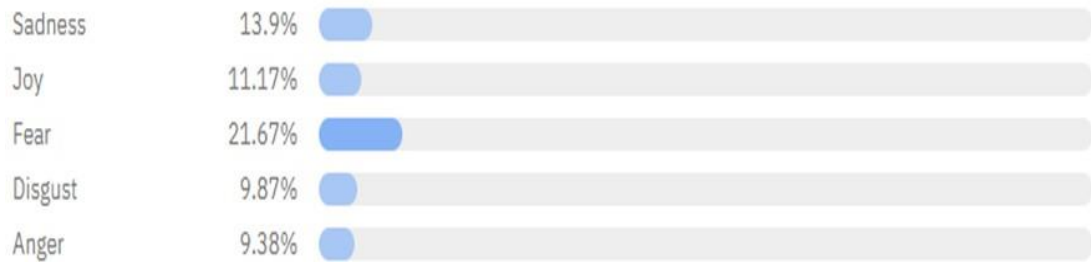 Sadness 13.9%
Joy 11.17%
Fear 21.67%
Disgust 9.87%
Anger 9.38%